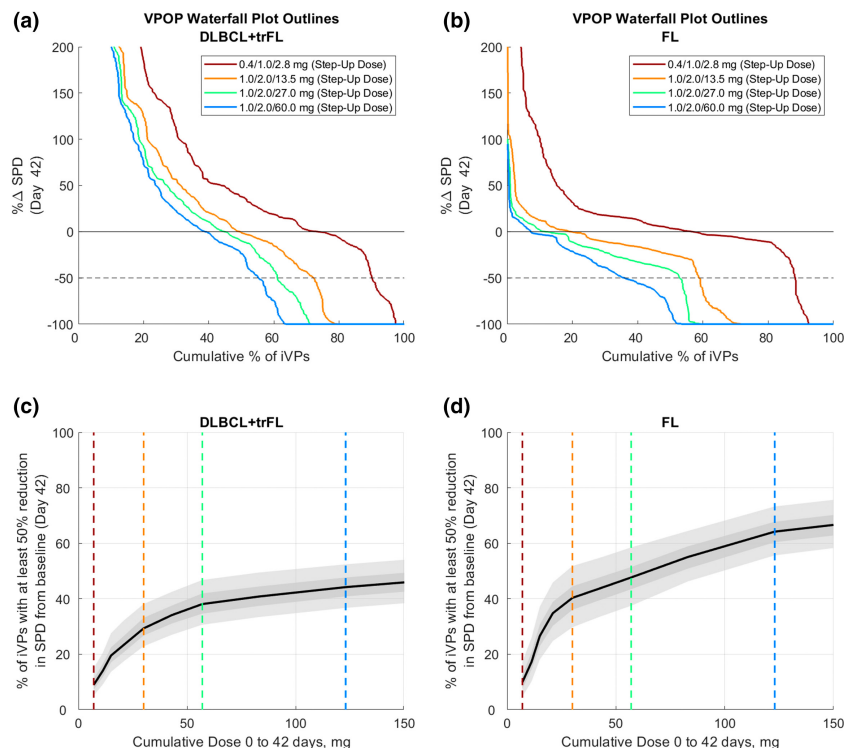 (a)
VPOP Waterfall Plot Outlines
DLBCL+trFL
200
150
100
50
0
-50
-100
%Δ SPD
(Day 42)
0.4/1.0/2.8 mg (Step-Up Dose)
1.0/2.0/13.5 mg (Step-Up Dose)
1.0/2.0/27.0 mg (Step-Up Dose)
1.0/2.0/60.0 mg (Step-Up Dose)
0 20 40 60 80 100
Cumulative % of iVPs
(b)
VPOP Waterfall Plot Outlines
FL
200
150
100
50
0
-50
-100
%Δ SPD
(Day 42)
0.4/1.0/2.8 mg (Step-Up Dose)
1.0/2.0/13.5 mg (Step-Up Dose)
1.0/2.0/27.0 mg (Step-Up Dose)
1.0/2.0/60.0 mg (Step-Up Dose)
0 20 40 60 80 100
Cumulative % of iVPs
(c)
DLBCL+trFL
100
80
60
40
20
0
% of iVPs with at least 50% reduction
in SPD from baseline (Day 42)
0 50 100 150
Cumulative Dose 0 to 42 days, mg
(d)
FL
100
80
60
40
20
0
% of iVPs with at least 50% reduction
in SPD from baseline (Day 42)
0 50 100 150
Cumulative Dose 0 to 42 days, mg